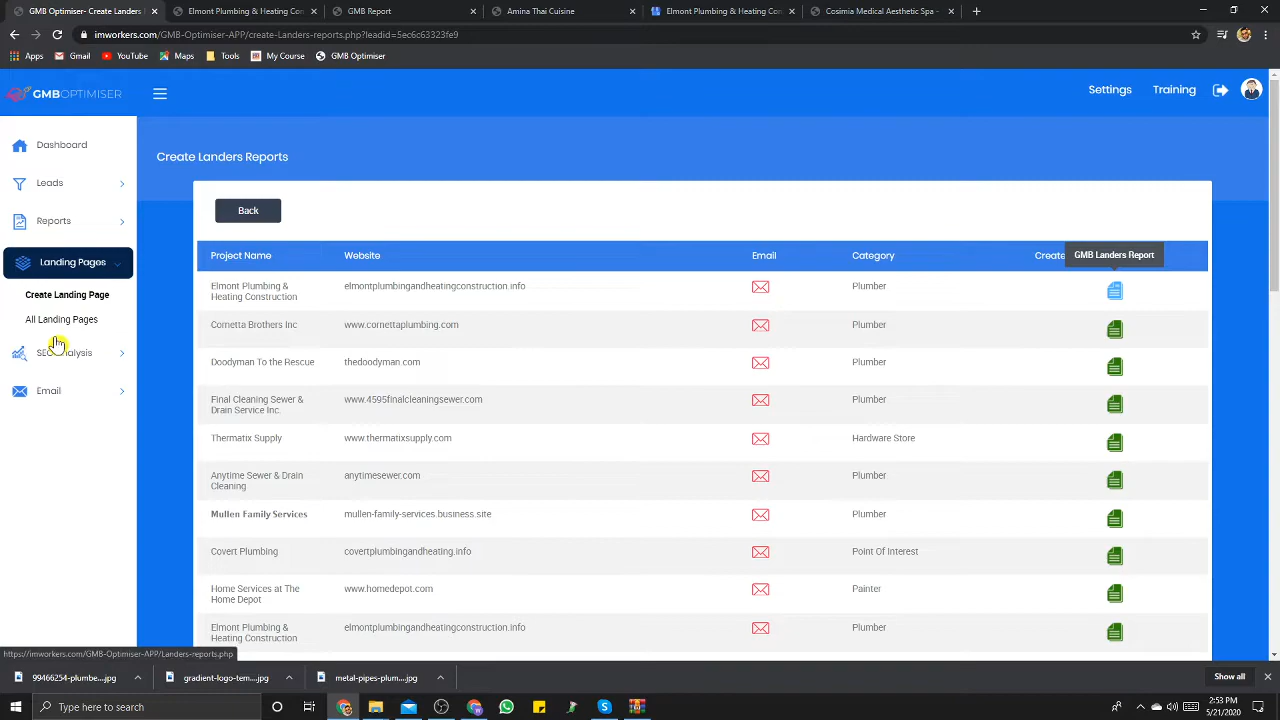 GMB Optimiser - Create Landers-
Elmont Plumbing & Heating Con
GMB Report
Amina Thai Cuisine
Elmont Plumbing & Heating Con
Cosimia Medical Aesthetic Spa –
imworkers.com/GMB-Optimiser-APP/create-Landers-reports.php?leadid=5ec6c63323fe9
Apps
Gmail
YouTube
Maps
Tools
My Course
GMB Optimiser
GMBOPTIMISER
Settings
Training
Dashboard
Leads
Reports
Landing Pages
Create Landing Page
All Landing Pages
Email
Create Landers Reports
Back
Project Name Website Email Category Create
GMB Landers Report
Elmont Plumbing & elmontplumbingandheatingconstruction.info Plumber
Heating Construction
Cornetta Brothers Inc www.cornettaplumbing.com Plumber
Doodyman To the Rescue thedoodyman.com Plumber
Final Cleaning Sewer & www.4595finalcleaningsewer.com Plumber
Drain Service Inc.
Thermatix Supply www.thermatixsupply.com Hardware Store
Anytime Sewer & Drain anytimesewer.com Plumber
Cleaning
Mullen Family Services mullen-family-services.business.site Plumber
Covert Plumbing covertplumbingandheating.info Point Of Interest
Home Services at The www.homedepot.com Painter
Home Depot
Elmont Plumbing & elmontplumbingandheatingconstruction.info Plumber
Heating Construction
https://imworkers.com/GMB-Optimiser-APP/Landers-reports.php
99466254-plumbe....jpg
gradient-logo-tem....jpg
metal-pipes-plum....jpg
Show all
Type here to search
2:53 PM
5/21/2020